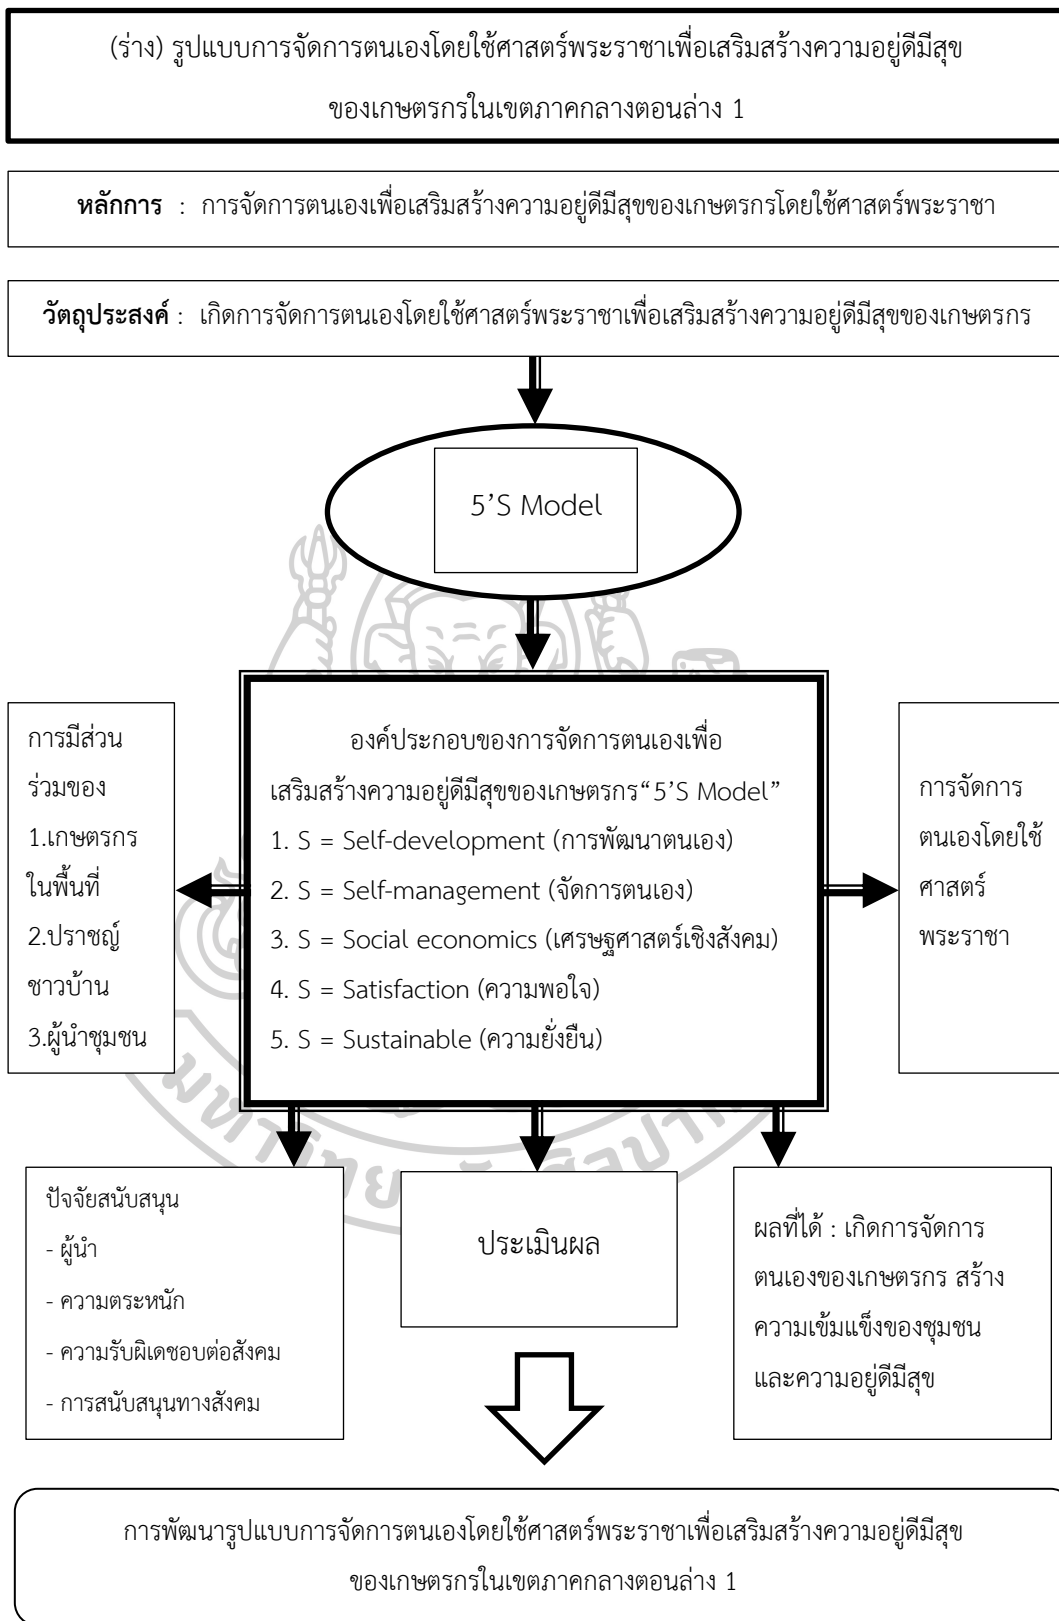 (ร่าง) รูปแบบการจัดการตนเองโดยใช้ศาสตร์พระราชาเพื่อเสริมสร้างความอยู่ดีมีสุข
ของเกษตรกรในเขตภาคกลางตอนล่าง 1
หลักการ : การจัดการตนเองเพื่อเสริมสร้างความอยู่ดีมีสุขของเกษตรกรโดยใช้ศาสตร์พระราชา
วัตถุประสงค์ : เกิดการจัดการตนเองโดยใช้ศาสตร์พระราชาเพื่อเสริมสร้างความอยู่ดีมีสุขของเกษตรกร
5’S Model
การมีส่วน
ร่วมของ
1.เกษตรกร
ในพื้นที่
2.ปราชญ์
ชาวบ้าน
3.ผู้นำชุมชน
องค์ประกอบของการจัดการตนเองเพื่อ
เสริมสร้างความอยู่ดีมีสุขของเกษตรกร“5’S Model”
1. S = Self-development (การพัฒนาตนเอง)
2. S = Self-management (จัดการตนเอง)
3. S = Social economics (เศรษฐศาสตร์เชิงสังคม)
4. S = Satisfaction (ความพอใจ)
5. S = Sustainable (ความยั่งยืน)
การจัดการ
ตนเองโดยใช้
ศาสตร์
พระราชา
ปัจจัยสนับสนุน
- ผู้นำ
- ความตระหนัก
- ความรับผิเดชอบต่อสังคม
- การสนับสนุนทางสังคม
ประเมินผล
ผลที่ได้ : เกิดการจัดการ
ตนเองของเกษตรกร สร้าง
ความเข้มแข็งของชุมชน
และความอยู่ดีมีสุข
การพัฒนารูปแบบการจัดการตนเองโดยใช้ศาสตร์พระราชาเพื่อเสริมสร้างความอยู่ดีมีสุข
ของเกษตรกรในเขตภาคกลางตอนล่าง 1